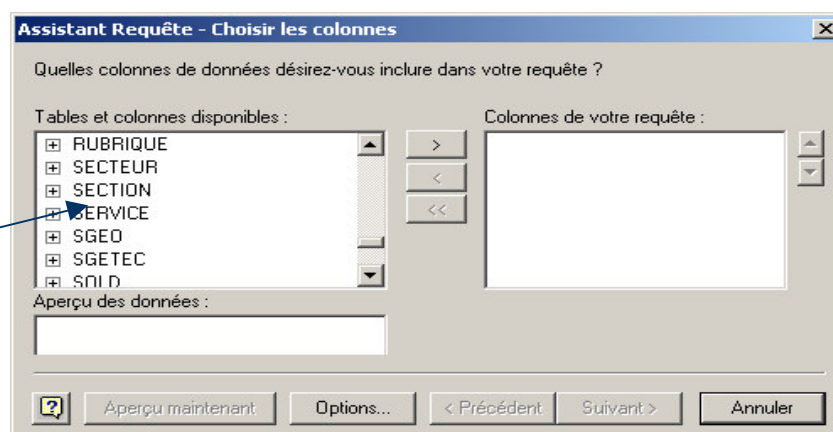 Assistant Requête - Choisir les colonnes
Quelles colonnes de données désirez-vous inclure dans votre requête ?
Tables et colonnes disponibles :
Colonnes de votre requête :
RUBRIQUE
SECTEUR
SECTION
SERVICE
SGEO
SGETEC
SOLD
>
<
<<
Aperçu des données :
Aperçu maintenant
Options...
< Précédent
Suivant >
Annuler